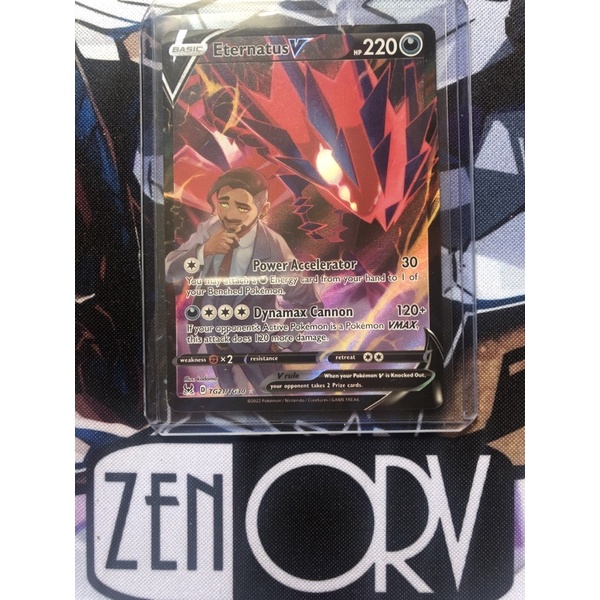 BASIC Eternatus V HP 220
Power Accelerator 30
You may attach a Energy card from your hand to 1 of
your Benched Pokémon.
Dynamax Cannon 120+
If your opponent's Active Pokémon is a Pokémon VMAX,
this attack does 120 more damage.
weakness ×2 resistance retreat
V rule When your Pokémon V is Knocked Out,
your opponent takes 2 Prize cards.
D TG21/TG30
©2022 Pokémon / Nintendo / Creatures / GAME FREAK
ZEN ORV